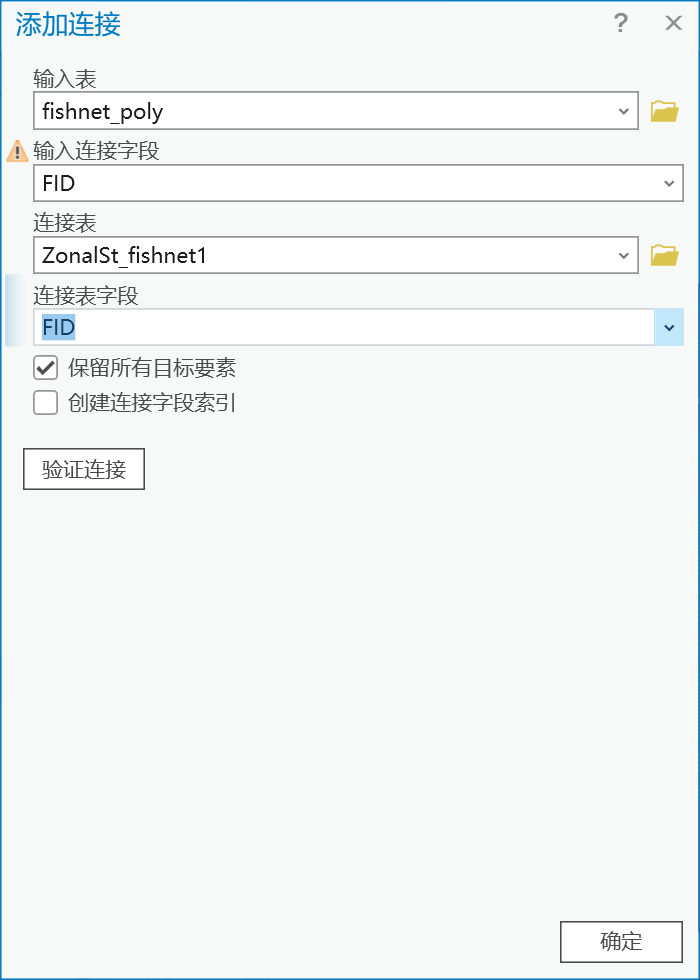 添加连接
?
输入表
fishnet_poly
输入连接字段
FID
连接表
ZonalSt_fishnet1
连接表字段
FID
保留所有目标要素
创建连接字段索引
验证连接
确定